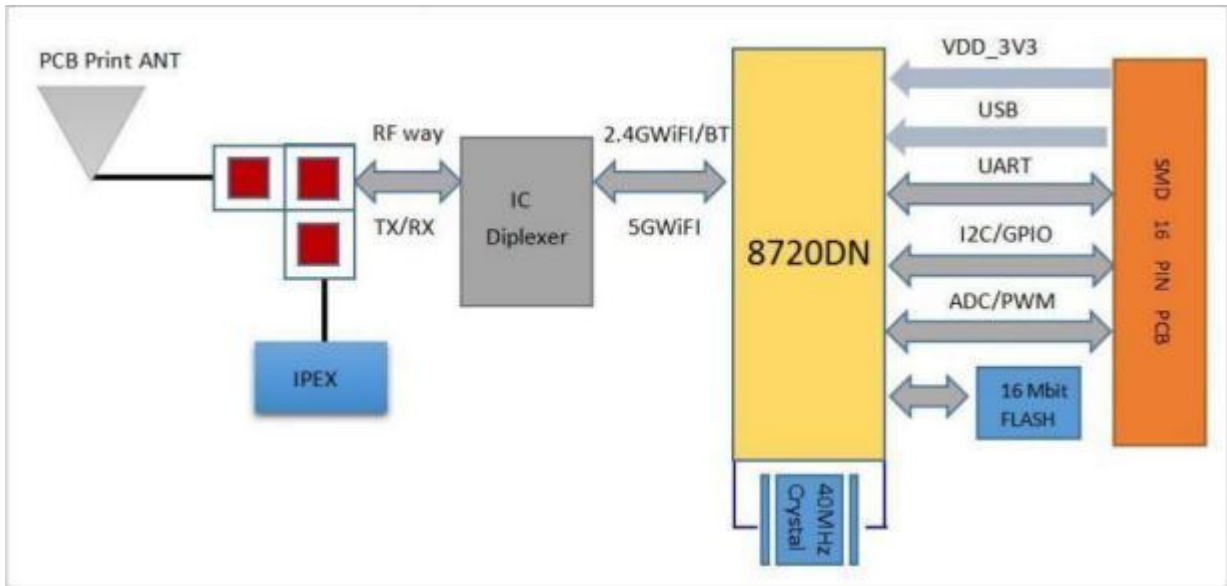 PCB Print ANT
RF way
TX/RX
IPEX
IC
Diplexer
2.4GWiFI/BT
5GWiFI
8720DN
40MHz
Crystal
VDD_3V3
USB
UART
I2C/GPIO
ADC/PWM
16 Mbit
FLASH
SMD 16 PIN PCB